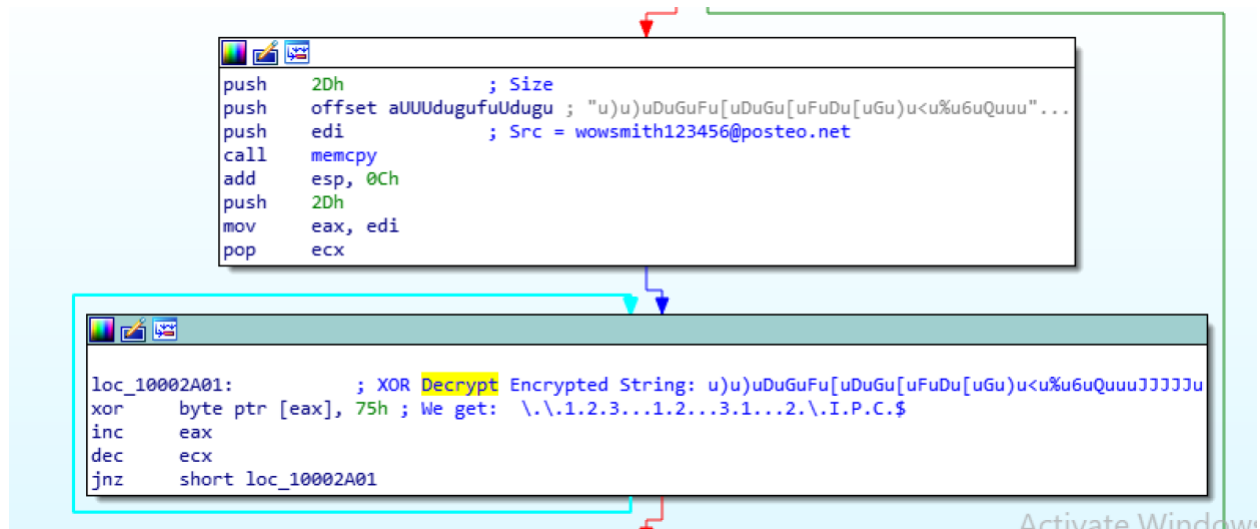 push 2Dh ; Size
push offset aUUUdugufuUdugu ; "u)u)uDuGuFu[uDuGu[uFuDu[uGu)u<u%u6uQuuu"...
push edi ; Src = wowsmith123456@posteo.net
call memcpy
add esp, 0Ch
push 2Dh
mov eax, edi
pop ecx
loc_10002A01: ; XOR Decrypt Encrypted String: u)u)uDuGuFu[uDuGu[uFuDu[uGu)u<u%u6uQuuuJJJJJu
xor byte ptr [eax], 75h ; We get: \.\.1.2.3...1.2...3.1...2.\.I.P.C.$
inc eax
dec ecx
jnz short loc_10002A01
Activate Windows